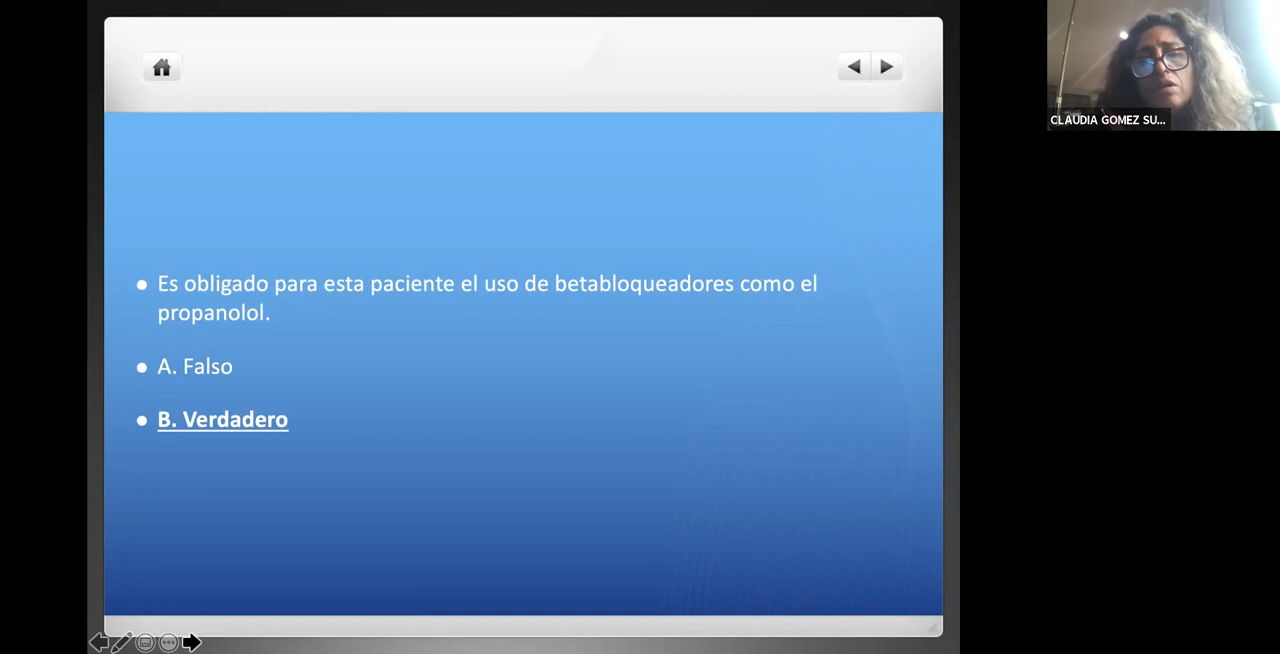 ● Es obligado para esta paciente el uso de betabloqueadores como el
propanolol.
● A. Falso
● B. Verdadero
CLAUDIA GOMEZ SU...